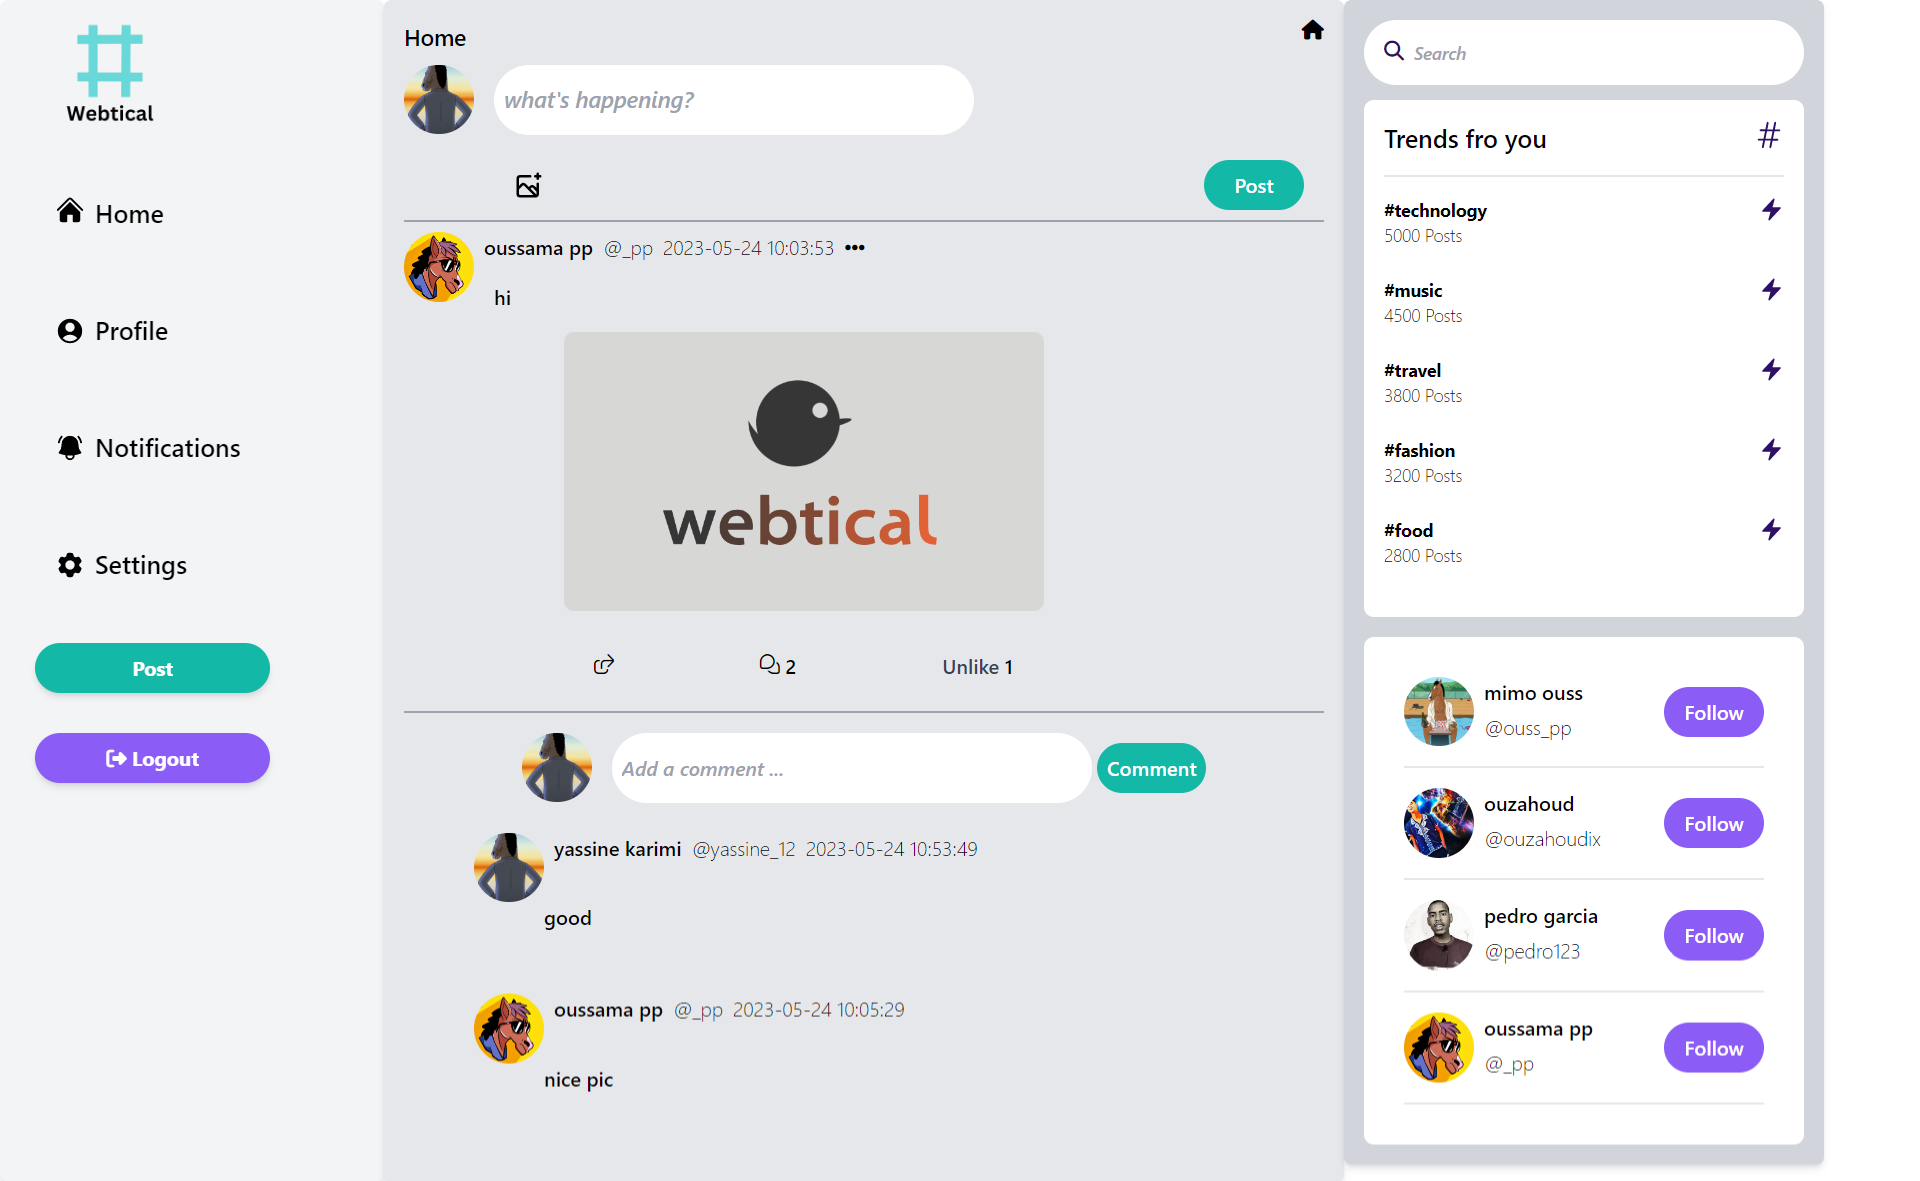 Webtical
Home
Profile
Notifications
Settings
Post
Logout
Home
what's happening?
Post
oussama pp @_pp 2023-05-24 10:03:53 •••
hi
webtical
2
Unlike 1
Add a comment ...
Comment
yassine karimi @yassine_12 2023-05-24 10:53:49
good
oussama pp @_pp 2023-05-24 10:05:29
nice pic
Search
Trends fro you
#technology
5000 Posts
#music
4500 Posts
#travel
3800 Posts
#fashion
3200 Posts
#food
2800 Posts
mimo ouss
@ouss_pp
Follow
ouzahoud
@ouzahoudix
Follow
pedro garcia
@pedro123
Follow
oussama pp
@_pp
Follow